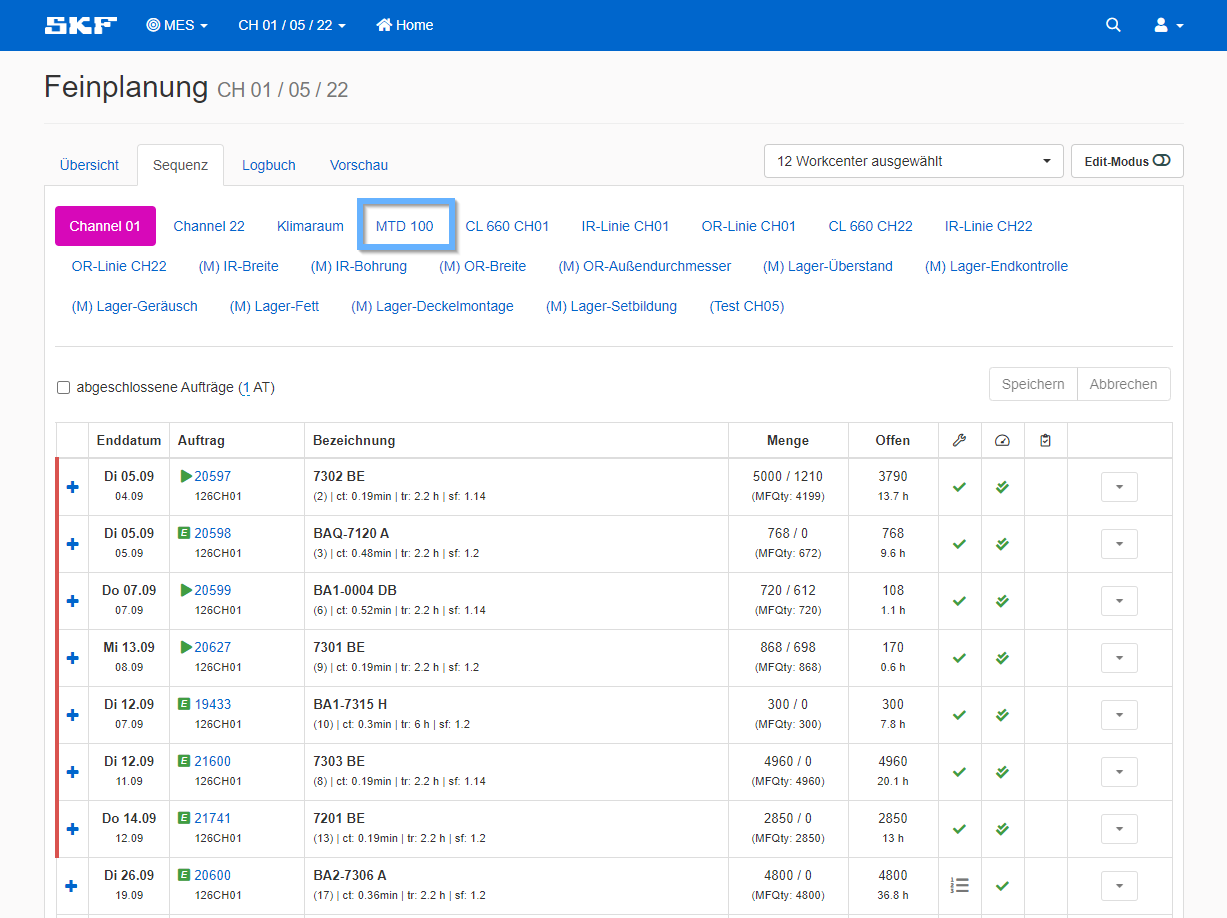 SKF MES CH 01 / 05 / 22 Home
Feinplanung CH 01 / 05 / 22
Übersicht Sequenz Logbuch Vorschau 12 Workcenter ausgewählt Edit-Modus
Channel 01 Channel 22 Klimaraum MTD 100 CL 660 CH01 IR-Linie CH01 OR-Linie CH01 CL 660 CH22 IR-Linie CH22
OR-Linie CH22 (M) IR-Breite (M) IR-Bohrung (M) OR-Breite (M) OR-Außendurchmesser (M) Lager-Überstand (M) Lager-Endkontrolle
(M) Lager-Geräusch (M) Lager-Fett (M) Lager-Deckelmontage (M) Lager-Setbildung (Test CH05)
abgeschlossene Aufträge (1 AT) Speichern Abbrechen
Enddatum Auftrag Bezeichnung Menge Offen
Di 05.09 20597 7302 BE 5000 / 1210 3790
04.09 126CH01 (2) | ct: 0.19min | tr: 2.2 h | sf: 1.14 (MFQty: 4199) 13.7 h
Di 05.09 E 20598 BAQ-7120 A 768 / 0 768
05.09 126CH01 (3) | ct: 0.48min | tr: 2.2 h | sf: 1.2 (MFQty: 672) 9.6 h
Do 07.09 20599 BA1-0004 DB 720 / 612 108
07.09 126CH01 (6) | ct: 0.52min | tr: 2.2 h | sf: 1.14 (MFQty: 720) 1.1 h
Mi 13.09 20627 7301 BE 868 / 698 170
08.09 126CH01 (9) | ct: 0.19min | tr: 2.2 h | sf: 1.2 (MFQty: 868) 0.6 h
Di 12.09 E 19433 BA1-7315 H 300 / 0 300
07.09 126CH01 (10) | ct: 0.3min | tr: 6 h | sf: 1.2 (MFQty: 300) 7.8 h
Di 12.09 E 21600 7303 BE 4960 / 0 4960
11.09 126CH01 (8) | ct: 0.19min | tr: 2.2 h | sf: 1.14 (MFQty: 4960) 20.1 h
Do 14.09 E 21741 7201 BE 2850 / 0 2850
12.09 126CH01 (13) | ct: 0.19min | tr: 2.2 h | sf: 1.2 (MFQty: 2850) 13 h
Di 26.09 E 20600 BA2-7306 A 4800 / 0 4800
19.09 126CH01 (17) | ct: 0.36min | tr: 2.2 h | sf: 1.2 (MFQty: 4800) 36.8 h